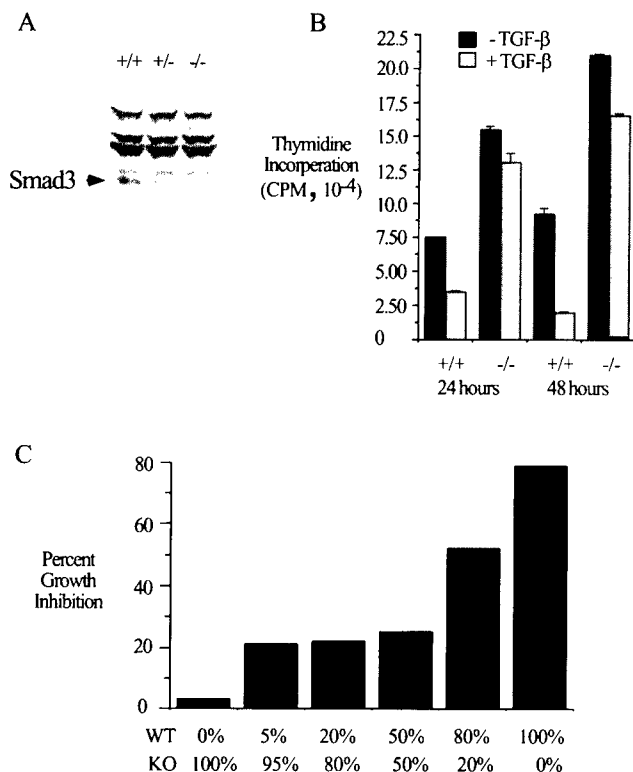 A
+/+ +/- -/-
Smad3
B
- TGF-β
+ TGF-β
Thymidine
Incorperation
(CPM, 10-4)
22.5
20.0
17.5
15.0
12.5
10.0
7.50
5.00
2.50
0
+/+ -/- +/+ -/-
24 hours 48 hours
C
Percent
Growth
Inhibition
80
60
40
20
0
WT 0% 5% 20% 50% 80% 100%
KO 100% 95% 80% 50% 20% 0%